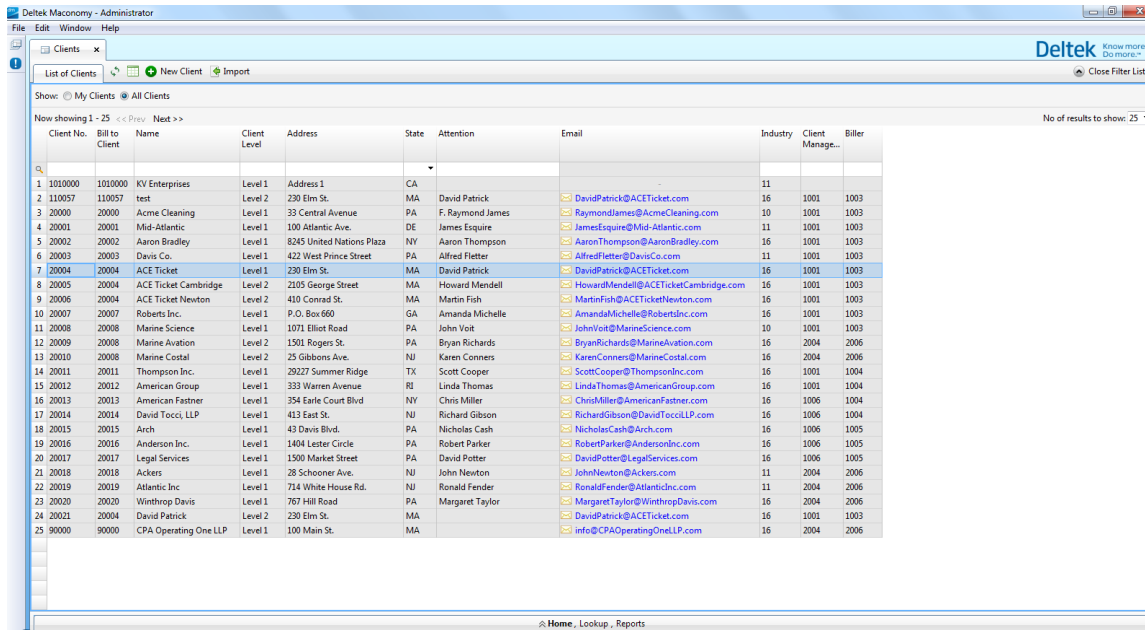 Deltek Maconomy - Administrator
File Edit Window Help
Clients x
Deltek Know more. Do more.™
List of Clients New Client Import Close Filter List
Show: My Clients All Clients
Now showing 1 - 25 << Prev Next >> No of results to show: 25
Client No. Bill to Client Name Client Level Address State Attention Email Industry Client Manage... Biller
1 1010000 1010000 KV Enterprises Level 1 Address 1 CA 11
2 110057 110057 test Level 2 230 Elm St. MA David Patrick DavidPatrick@ACETicket.com 16 1001 1003
3 20000 20000 Acme Cleaning Level 1 33 Central Avenue PA F. Raymond James RaymondJames@AcmeCleaning.com 10 1001 1003
4 20001 20001 Mid-Atlantic Level 1 100 Atlantic Ave. DE James Esquire JamesEsquire@Mid-Atlantic.com 11 1001 1003
5 20002 20002 Aaron Bradley Level 1 8245 United Nations Plaza NY Aaron Thompson AaronThompson@AaronBradley.com 16 1001 1003
6 20003 20003 Davis Co. Level 1 422 West Prince Street PA Alfred Fletter AlfredFletter@DavisCo.com 11 1001 1003
7 20004 20004 ACE Ticket Level 1 230 Elm St. MA David Patrick DavidPatrick@ACETicket.com 16 1001 1003
8 20005 20004 ACE Ticket Cambridge Level 2 2105 George Street MA Howard Mendell HowardMendell@ACETicketCambridge.com 16 1001 1003
9 20006 20004 ACE Ticket Newton Level 2 410 Conrad St. MA Martin Fish MartinFish@ACETicketNewton.com 16 1001 1003
10 20007 20007 Roberts Inc. Level 1 P.O. Box 660 GA Amanda Michelle AmandaMichelle@RobertsInc.com 16 1001 1003
11 20008 20008 Marine Science Level 1 1071 Elliot Road PA John Voit JohnVoit@MarineScience.com 10 1001 1003
12 20009 20008 Marine Avation Level 2 1501 Rogers St. PA Bryan Richards BryanRichards@MarineAvation.com 16 2004 2006
13 20010 20008 Marine Costal Level 2 25 Gibbons Ave. NJ Karen Conners KarenConners@MarineCostal.com 16 2004 2006
14 20011 20011 Thompson Inc. Level 1 29227 Summer Ridge TX Scott Cooper ScottCooper@ThompsonInc.com 16 1001 1004
15 20012 20012 American Group Level 1 333 Warren Avenue RI Linda Thomas LindaThomas@AmericanGroup.com 16 1001 1004
16 20013 20013 American Fastner Level 1 354 Earle Court Blvd NY Chris Miller ChrisMiller@AmericanFastner.com 16 1006 1004
17 20014 20014 David Tocci, LLP Level 1 413 East St. NJ Richard Gibson RichardGibson@DavidTocciLLP.com 16 1006 1004
18 20015 20015 Arch Level 1 43 Davis Blvd. PA Nicholas Cash NicholasCash@Arch.com 16 1006 1005
19 20016 20016 Anderson Inc. Level 1 1404 Lester Circle PA Robert Parker RobertParker@AndersonInc.com 16 1006 1005
20 20017 20017 Legal Services Level 1 1500 Market Street PA David Potter DavidPotter@LegalServices.com 16 1006 1005
21 20018 20018 Ackers Level 1 28 Schooner Ave. NJ John Newton JohnNewton@Ackers.com 11 2004 2006
22 20019 20019 Atlantic Inc Level 1 714 White House Rd. NJ Ronald Fender RonaldFender@AtlanticInc.com 11 2004 2006
23 20020 20020 Winthrop Davis Level 1 767 Hill Road PA Margaret Taylor MargaretTaylor@WinthropDavis.com 16 2004 2006
24 20021 20004 David Patrick Level 2 230 Elm St. MA DavidPatrick@ACETicket.com 16 1001 1003
25 90000 90000 CPA Operating One LLP Level 1 100 Main St. MA info@CPAOperatingOneLLP.com 16 2004 2006
Home , Lookup , Reports